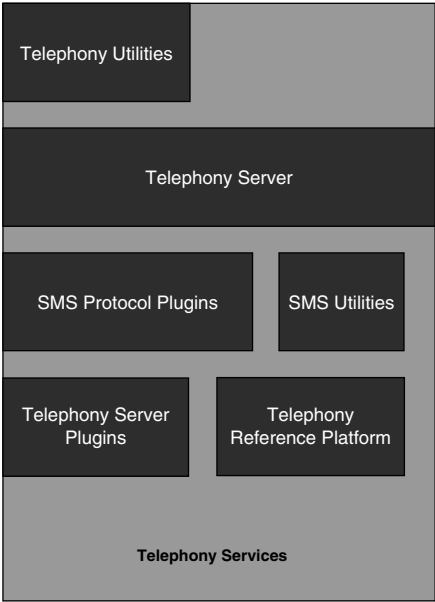 Telephony Utilities
Telephony Server
SMS Protocol Plugins
SMS Utilities
Telephony Server
Plugins
Telephony
Reference Platform
Telephony Services